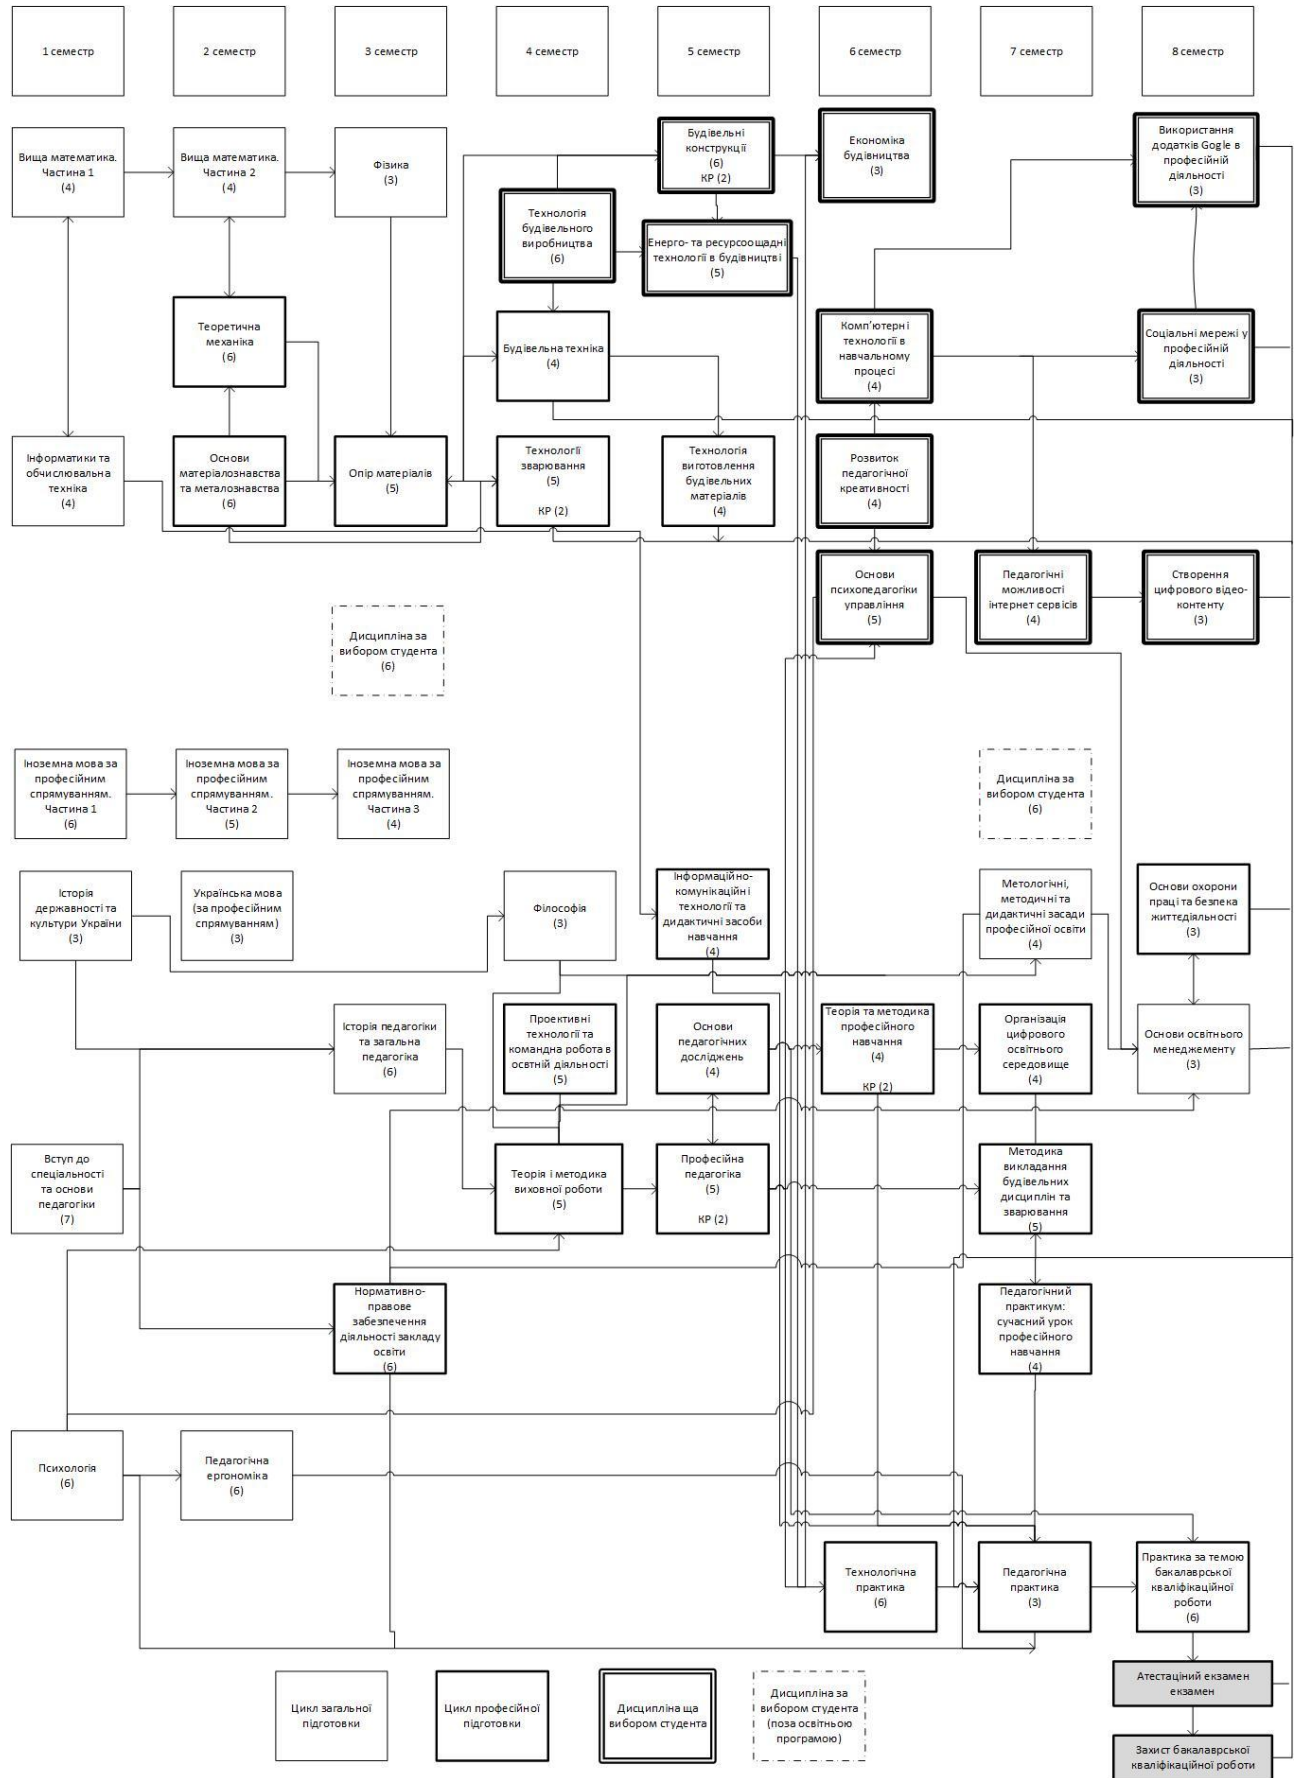 1 семестр
2 семестр
3 семестр
4 семестр
5 семестр
6 семестр
7 семестр
8 семестр
Вища математика.
Частина 1
(4)
Вища математика.
Частина 2
(4)
Фізика
(3)
Будівельні
конструкції
(6)
КР (2)
Економіка
будівництва
(3)
Використання
додатків Gogle в
професійній
діяльності
(3)
Технологія
будівельного
виробництва
(6)
Енерго- та ресурсоощадні
технології в будівництві
(5)
Теоретична
механіка
(6)
Будівельна техніка
(4)
Комп’ютерні
технології в
навчальному
процесі
(4)
Соціальні мережі у
професійній
діяльності
(3)
Інформатики та
обчислювальна
техніка
(4)
Основи
матеріалознавства
та металознавства
(6)
Опір матеріалів
(5)
Технології
зварювання
(5)
КР (2)
Технологія
виготовлення
будівельних
матеріалів
(4)
Розвиток
педагогічної
креативності
(4)
Основи
психопедагогіки
управління
(5)
Педагогічні
можливості
інтернет сервісів
(4)
Створення
цифрового відео-
контенту
(3)
Дисципліна за
вибором студента
(6)
Іноземна мова за
професійним
спрямуванням.
Частина 1
(6)
Іноземна мова за
професійним
спрямуванням.
Частина 2
(5)
Іноземна мова за
професійним
спрямуванням.
Частина 3
(4)
Дисципліна за
вибором студента
(6)
Історія
державності та
культури України
(3)
Українська мова
(за професійним
спрямуванням)
(3)
Філософія
(3)
Інформаційно-
комунікаційні
технології та
дидактичні засоби
навчання
(4)
Метологічні,
методичні та
дидактичні засади
професійної освіти
(4)
Основи охорони
праці та безпека
життєдіяльності
(3)
Історія педагогіки
та загальна
педагогіка
(6)
Проективні
технології та
командна робота в
освтній діяльності
(5)
Основи
педагогічних
досліджень
(4)
Теорія та методика
професійного
навчання
(4)
КР (2)
Організація
цифрового
освітнього
середовище
(4)
Основи освітнього
менеджементу
(3)
Вступ до
спеціальності
та основи
педагогіки
(7)
Теорія і методика
виховної роботи
(5)
Професійна
педагогіка
(5)
КР (2)
Методика
викладання
будівельних
дисциплін та
зварювання
(5)
Нормативно-
правове
забезпечення
діяльності закладу
освіти
(6)
Педагогічний
практикум:
сучасний урок
професійного
навчання
(4)
Психологія
(6)
Педагогічна
ергономіка
(6)
Технологічна
практика
(6)
Педагогічна
практика
(3)
Практика за темою
бакалаврської
кваліфікаційної
роботи
(6)
Атестаціний екзамен
екзамен
Захист бакалаврської
кваліфікаційної роботи
Цикл загальної
підготовки
Цикл професійної
підготовки
Дисципліна ща
вибором студента
Дисципліна за
вибором студента
(поза освітньою
програмою)